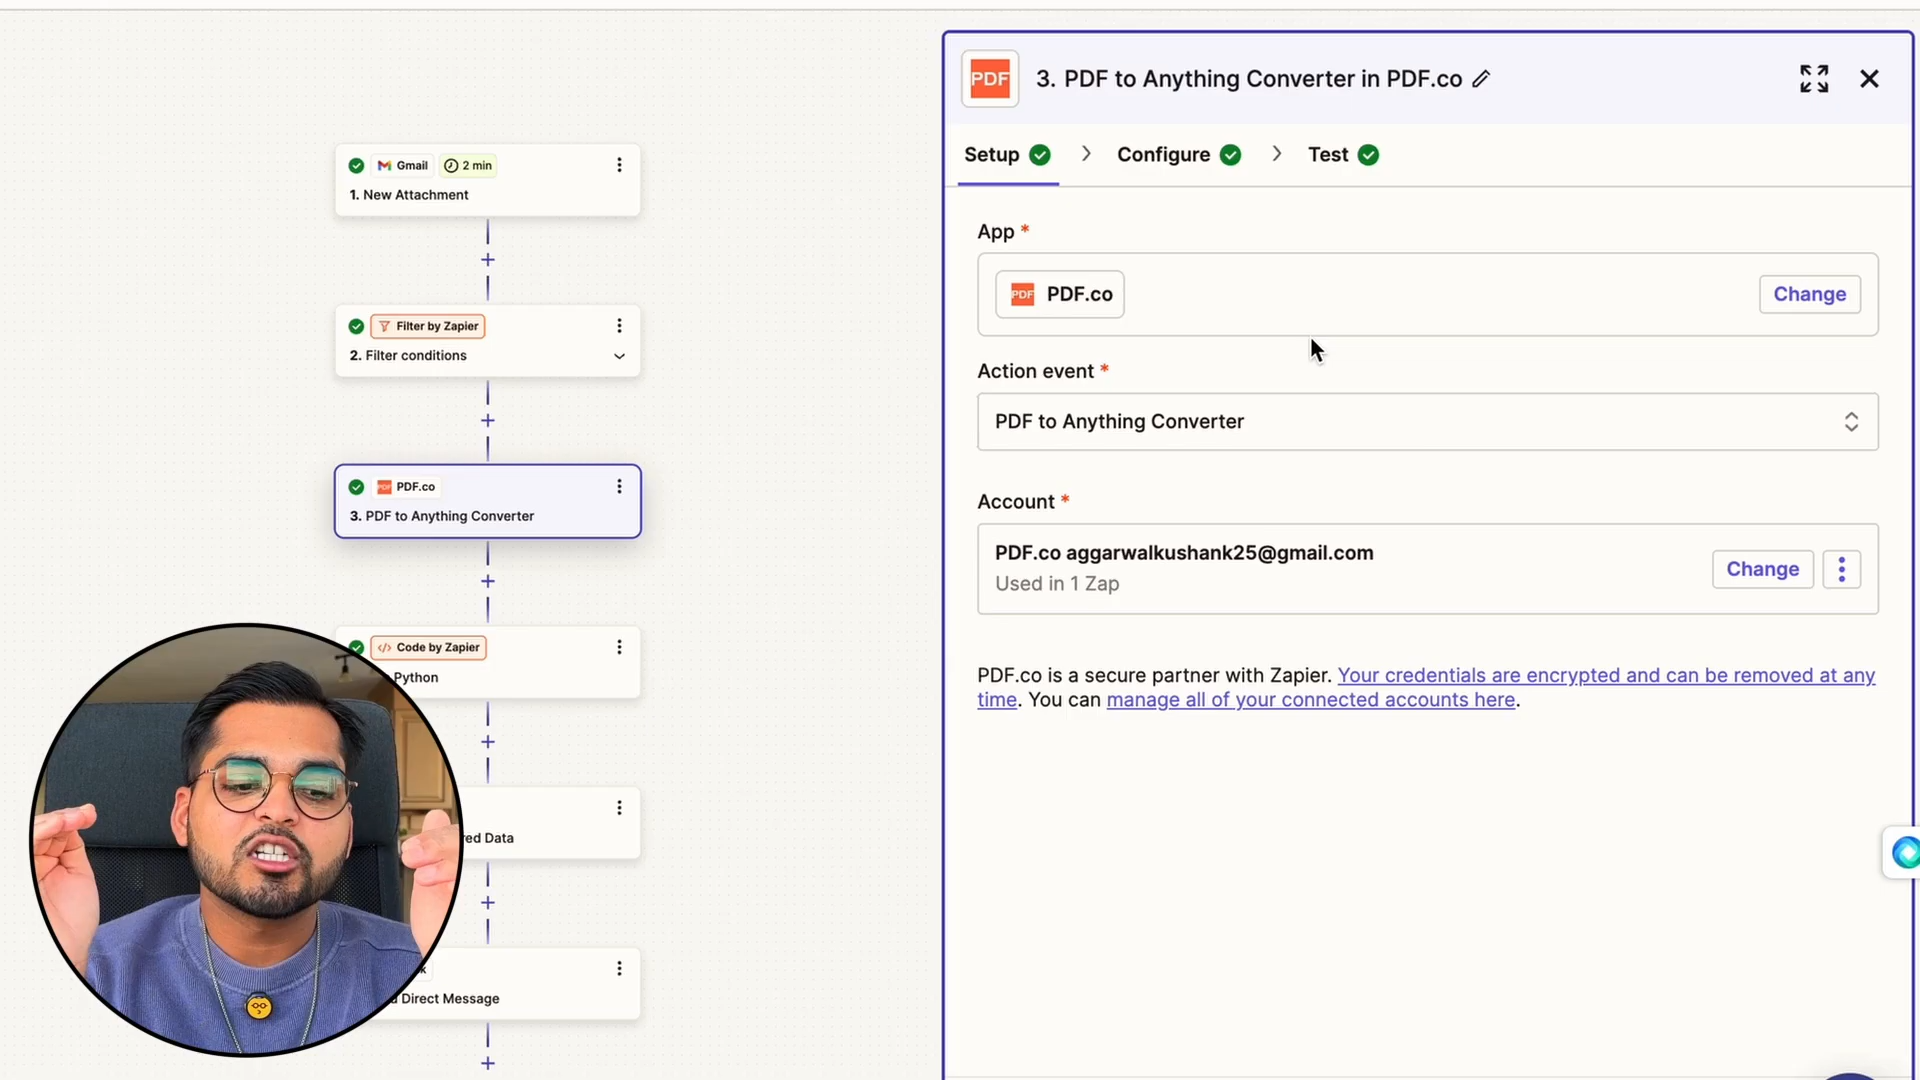 Gmail
2 min
1. New Attachment
Filter by Zapier
2. Filter conditions
PDF.co
3. PDF to Anything Converter
Code by Zapier
Python
red Data
Direct Message
PDF
3. PDF to Anything Converter in PDF.co
Setup
Configure
Test
App *
PDF
PDF.co
Change
Action event *
PDF to Anything Converter
Account *
PDF.co aggarwalkushank25@gmail.com
Used in 1 Zap
Change
PDF.co is a secure partner with Zapier. Your credentials are encrypted and can be removed at any
time. You can manage all of your connected accounts here.